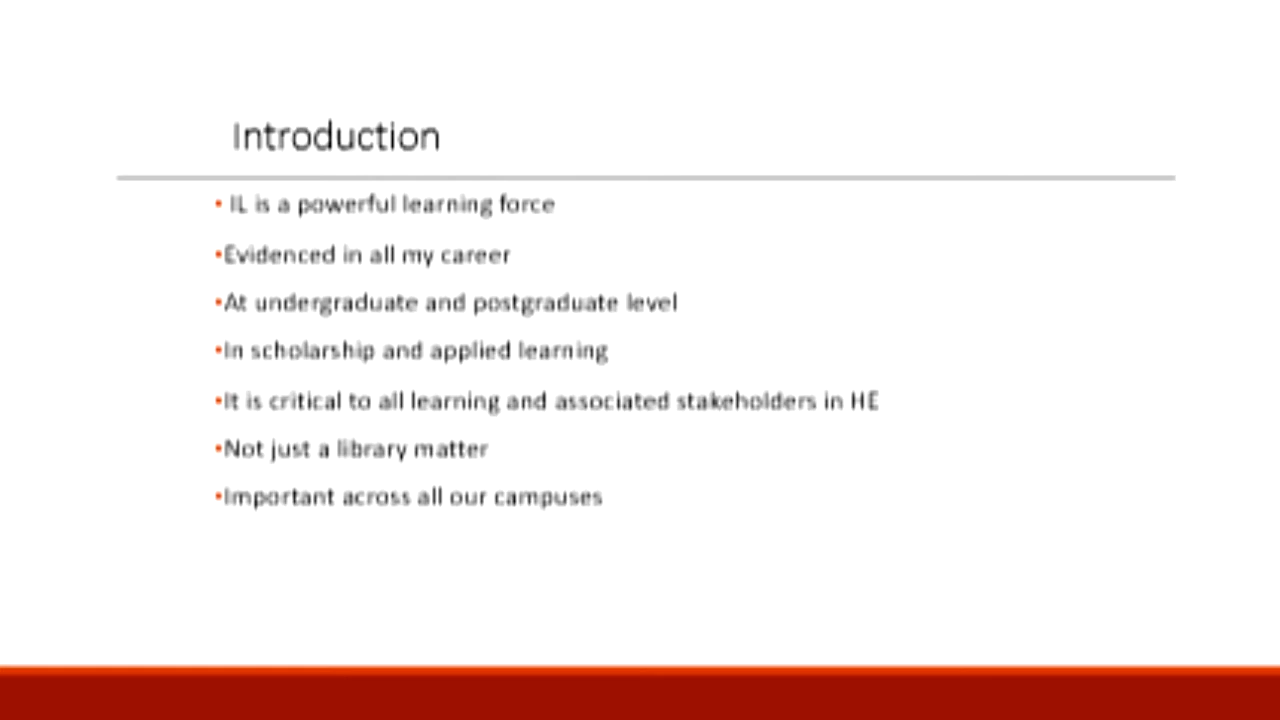 Introduction
• IL is a powerful learning force
•Evidenced in all my career
•At undergraduate and postgraduate level
•In scholarship and applied learning
•It is critical to all learning and associated stakeholders in HE
•Not just a library matter
•Important across all our campuses